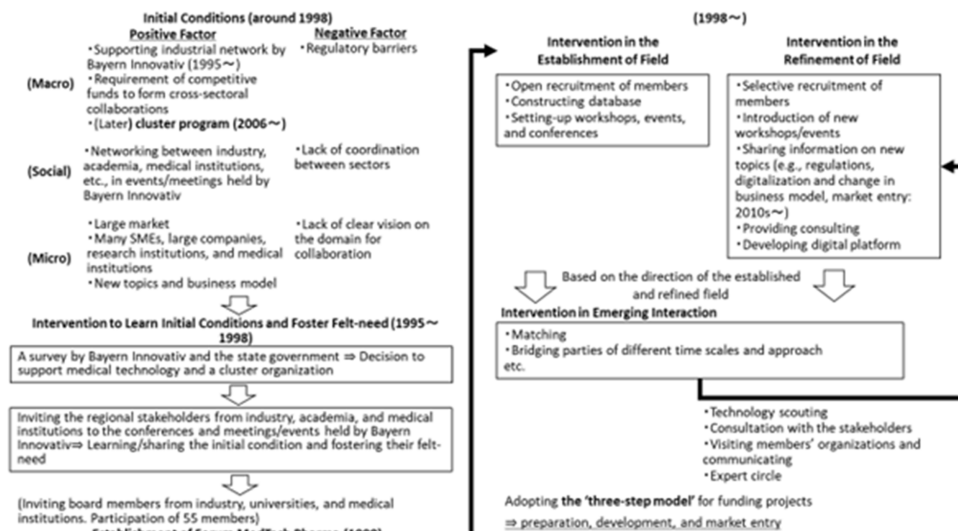 Initial Conditions (around 1998)
Positive Factor
Negative Factor
(Macro)
・Supporting industrial network by
Bayern Innovativ (1995～)
・Requirement of competitive
funds to form cross-sectoral
collaborations
・(Later) cluster program (2006～)
・Regulatory barriers
(Social)
・Networking between industry,
academia, medical institutions,
etc., in events/meetings held by
Bayern Innovativ
・Lack of coordination
between sectors
(Micro)
・Large market
・Many SMEs, large companies,
research institutions, and medical
institutions
・New topics and business model
・Lack of clear vision on
the domain for
collaboration
Intervention to Learn Initial Conditions and Foster Felt-need (1995～
1998)
A survey by Bayern Innovativ and the state government ⇒ Decision to
support medical technology and a cluster organization
Inviting the regional stakeholders from industry, academia, and medical
institutions to the conferences and meetings/events held by Bayern
Innovativ⇒ Learning/sharing the initial condition and fostering their felt-
need
(Inviting board members from industry, universities, and medical
institutions. Participation of 55 members)
(1998～)
Intervention in the
Establishment of Field
・Open recruitment of members
・Constructing database
・Setting-up workshops, events,
and conferences
Intervention in the
Refinement of Field
・Selective recruitment of
members
・Introduction of new
workshops/events
・Sharing information on new
topics (e.g., regulations,
digitalization and change in
business model, market entry:
2010s～)
・Providing consulting
・Developing digital platform
Based on the direction of the established
and refined field
Intervention in Emerging Interaction
・Matching
・Bridging parties of different time scales and approach
etc.
・Technology scouting
・Consultation with the stakeholders
・Visiting members' organizations and
communicating
・Expert circle
Adopting the 'three-step model' for funding projects
⇒ preparation, development, and market entry